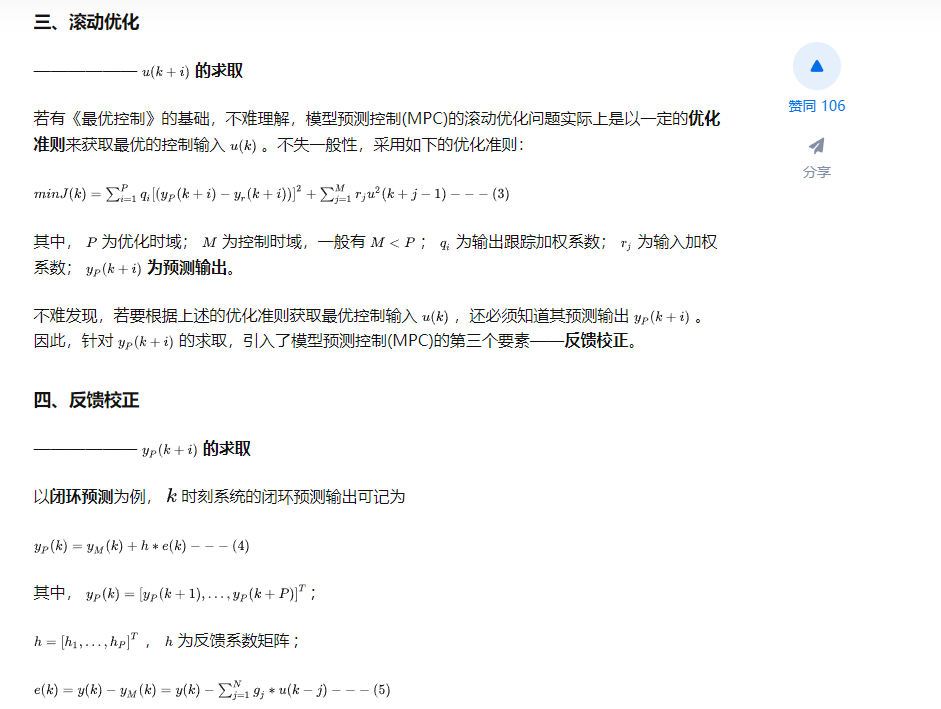 三、滚动优化
—————— u(k + i) 的求取
若有《最优控制》的基础，不难理解，模型预测控制(MPC)的滚动优化问题实际上是以一定的优化
准则来获取最优的控制输入 u(k) 。不失一般性，采用如下的优化准则：
minJ(k) = ∑_{i=1}^{P} q_i[(y_P(k + i) − y_r(k + i))]^2 + ∑_{j=1}^{M} r_j u^2(k + j − 1) − − − (3)
其中， P 为优化时域； M 为控制时域，一般有 M < P ； q_i 为输出跟踪加权系数； r_j 为输入加权
系数； y_P(k + i) 为预测输出。
不难发现，若要根据上述的优化准则获取最优控制输入 u(k) ，还必须知道其预测输出 y_P(k + i) 。
因此，针对 y_P(k + i) 的求取，引入了模型预测控制(MPC)的第三个要素——反馈校正。
四、反馈校正
—————— y_P(k + i) 的求取
以闭环预测为例， k 时刻系统的闭环预测输出可记为
y_P(k) = y_M(k) + h ∗ e(k) − − − (4)
其中， y_P(k) = [y_P(k + 1), . . . , y_P(k + P)]^T ；
h = [h_1, . . . , h_P]^T ， h 为反馈系数矩阵；
e(k) = y(k) − y_M(k) = y(k) − ∑_{j=1}^{N} g_j ∗ u(k − j) − − − (5)
赞同 106
分享